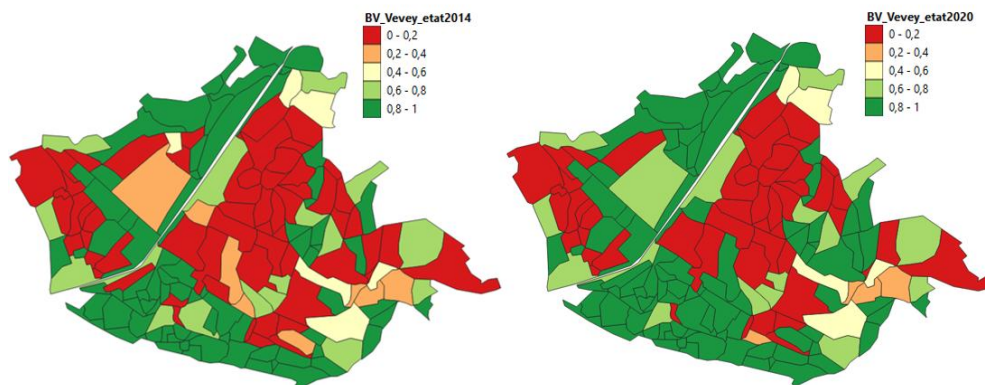 BV_Vevey_etat2014
0 - 0,2
0,2 - 0,4
0,4 - 0,6
0,6 - 0,8
0,8 - 1
BV_Vevey_etat2020
0 - 0,2
0,2 - 0,4
0,4 - 0,6
0,6 - 0,8
0,8 - 1